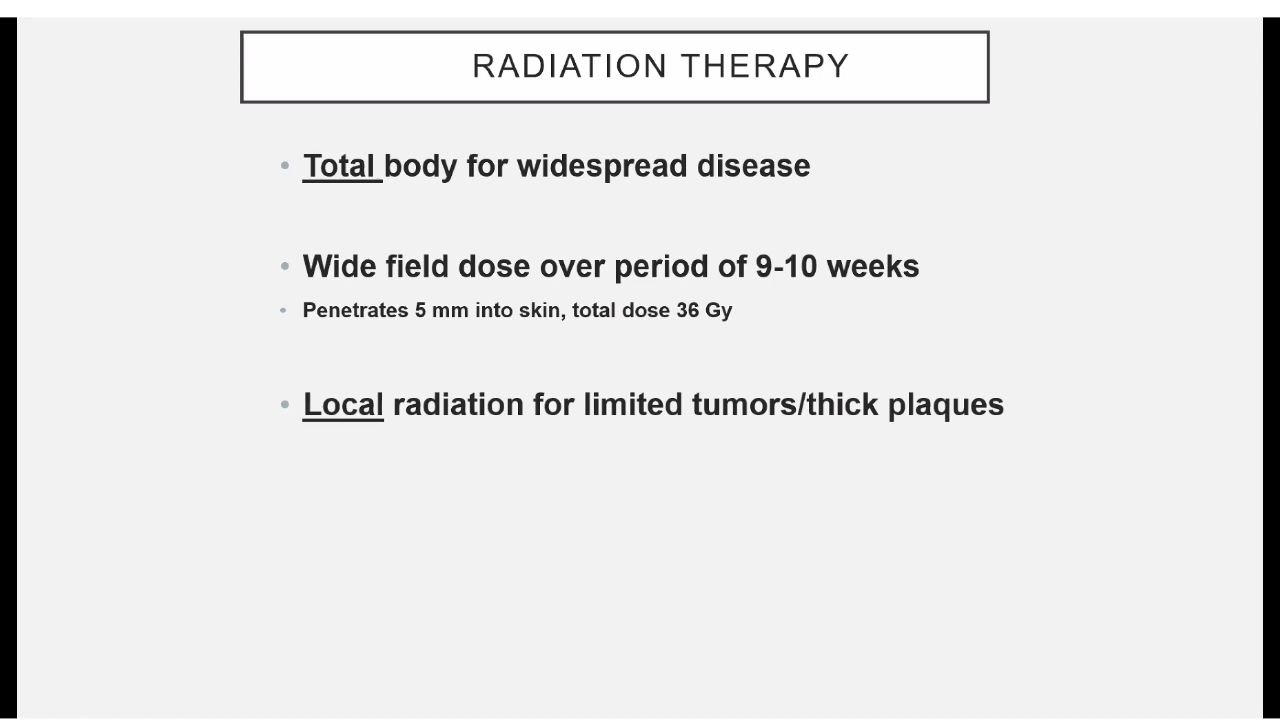 RADIATION THERAPY
• Total body for widespread disease
• Wide field dose over period of 9-10 weeks
• Penetrates 5 mm into skin, total dose 36 Gy
• Local radiation for limited tumors/thick plaques